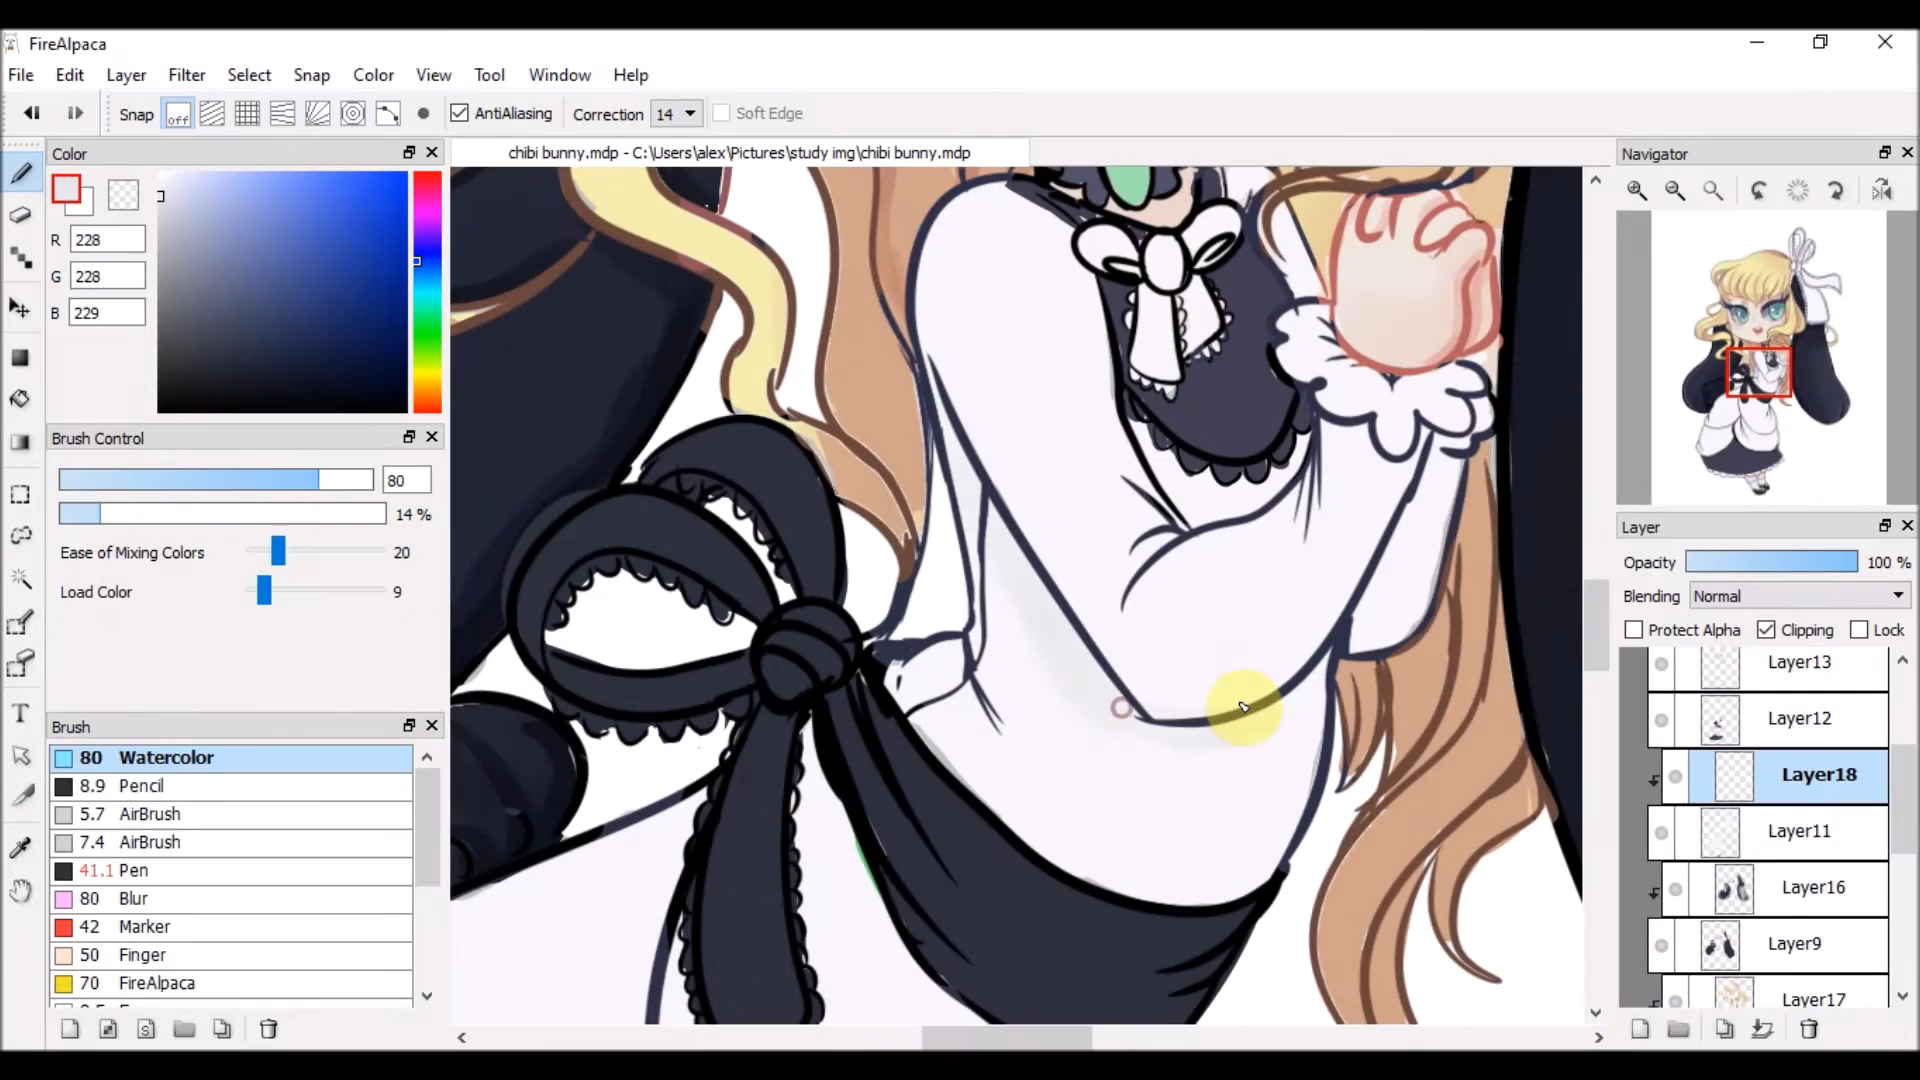 FireAlpaca
File Edit Layer Filter Select Snap Color View Tool Window Help
Snap off AntiAliasing Correction 14 Soft Edge
Color
chibi bunny.mdp - C:\Users\alex\Pictures\study img\chibi bunny.mdp
Navigator
R 228
G 228
B 229
Brush Control
80
14 %
Ease of Mixing Colors 20
Load Color 9
Brush
80 Watercolor
8.9 Pencil
5.7 AirBrush
7.4 AirBrush
41.1 Pen
80 Blur
42 Marker
50 Finger
70 FireAlpaca
Layer
Opacity 100 %
Blending Normal
Protect Alpha Clipping Lock
Layer13
Layer12
Layer18
Layer11
Layer16
Layer9
Layer17